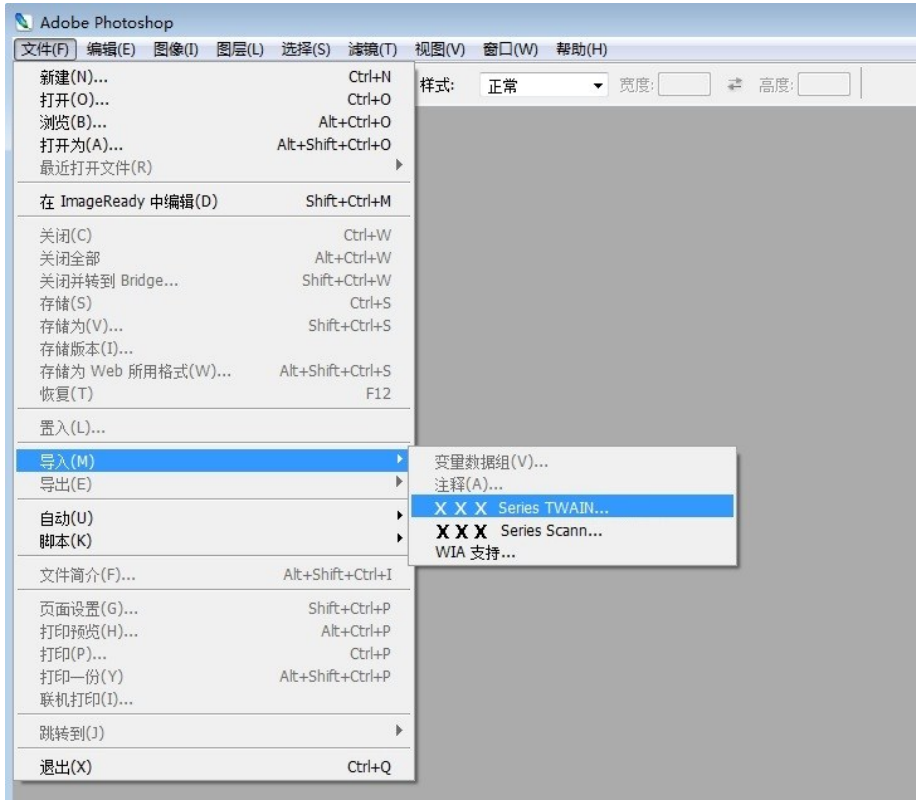 Adobe Photoshop
文件(F) 编辑(E) 图像(I) 图层(L) 选择(S) 滤镜(T) 视图(V) 窗口(W) 帮助(H)
样式: 正常 宽度: 高度:
新建(N)... Ctrl+N
打开(O)... Ctrl+O
浏览(B)... Alt+Ctrl+O
打开为(A)... Alt+Shift+Ctrl+O
最近打开文件(R)
在 ImageReady 中编辑(D) Shift+Ctrl+M
关闭(C) Ctrl+W
关闭全部 Alt+Ctrl+W
关闭并转到 Bridge... Shift+Ctrl+W
存储(S) Ctrl+S
存储为(V)... Shift+Ctrl+S
存储版本(I)...
存储为 Web 所用格式(W)... Alt+Shift+Ctrl+S
恢复(T) F12
置入(L)...
导入(M)
导出(E)
自动(U)
脚本(K)
文件简介(F)... Alt+Shift+Ctrl+I
页面设置(G)... Shift+Ctrl+P
打印预览(H)... Alt+Ctrl+P
打印(P)... Ctrl+P
打印一份(Y) Alt+Shift+Ctrl+P
联机打印(I)...
跳转到(J)
退出(X) Ctrl+Q
变量数据组(V)...
注释(A)...
X X X Series TWAIN...
X X X Series Scann...
WIA 支持...